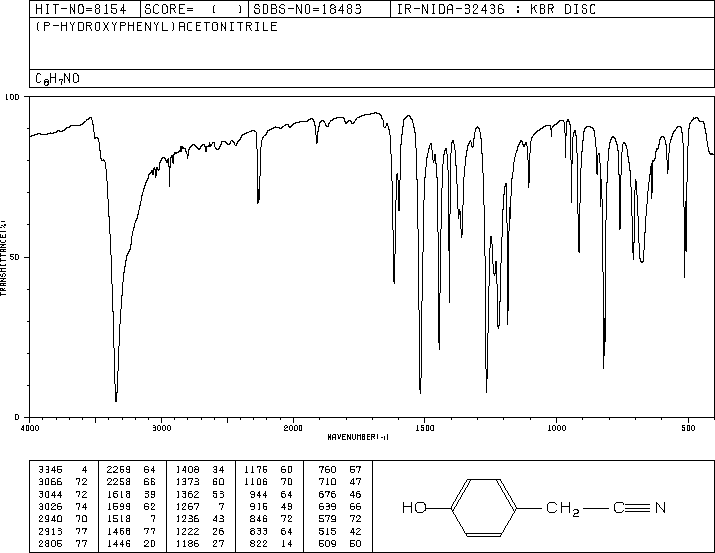 HIT-NO=8154 SCORE= ( ) SDBS-NO=18483 IR-NIDA-32436 : KBR DISC
(P-HYDROXYPHENYL)ACETONITRILE
C8H7NO
100
50
0
TRANSMITTANCE(%)
4000 3000 2000 1500 1000 500
WAVENUMBER(-1)
3345 4 2269 64 1408 34 1176 60 760 57
3066 72 2258 66 1373 60 1106 70 710 47
3044 72 1618 39 1362 53 944 64 676 46
3026 74 1599 62 1267 7 916 49 639 66
2940 70 1518 7 1236 43 846 72 579 72
2913 77 1468 77 1222 26 833 64 515 42
2805 77 1446 20 1186 27 822 14 509 50
HO CH2 C N